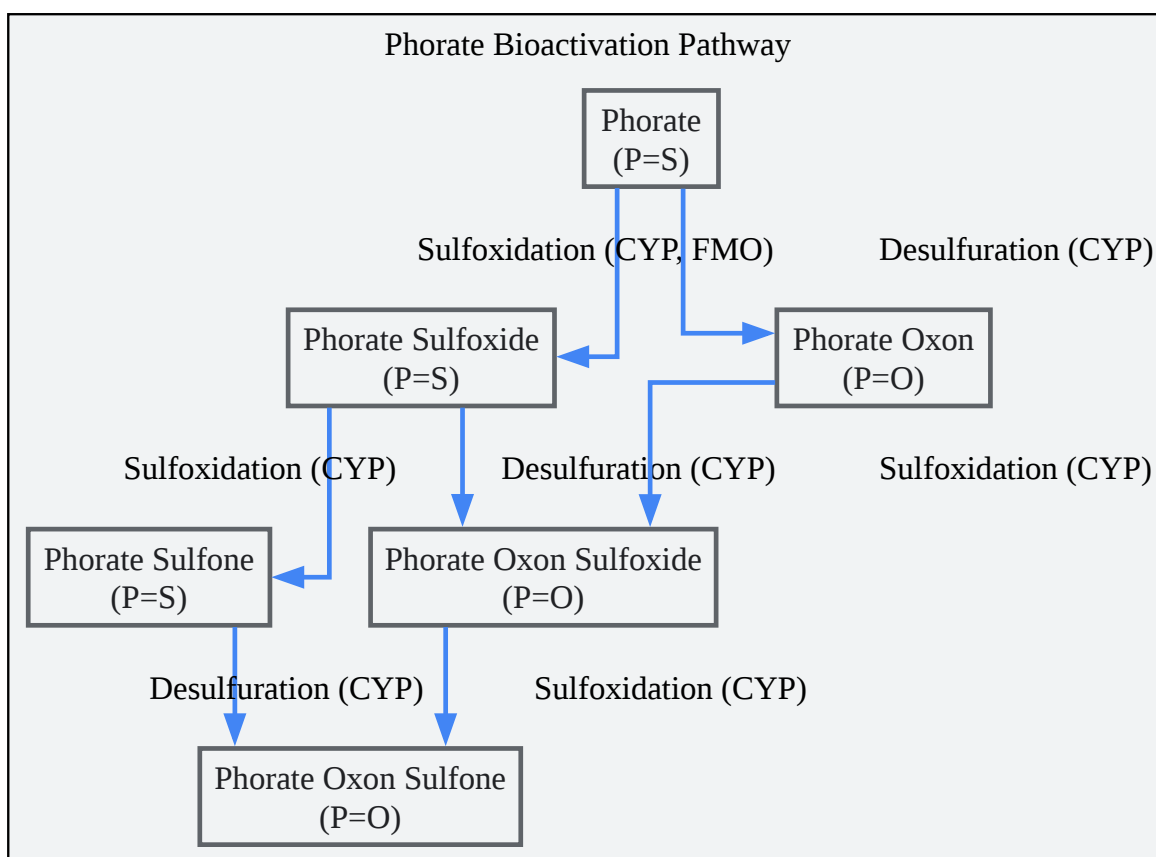 Phorate Bioactivation Pathway
Phorate
(P=S)
Sulfoxidation (CYP, FMO)
Desulfuration (CYP)
Phorate Sulfoxide
(P=S)
Phorate Oxon
(P=O)
Sulfoxidation (CYP)
Desulfuration (CYP)
Sulfoxidation (CYP)
Phorate Sulfone
(P=S)
Phorate Oxon Sulfoxide
(P=O)
Desulfuration (CYP)
Sulfoxidation (CYP)
Phorate Oxon Sulfone
(P=O)